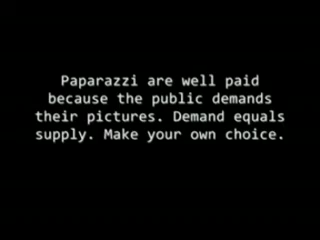 Paparazzi are well paid
because the public demands
their pictures. Demand equals
supply. Make your own choice.